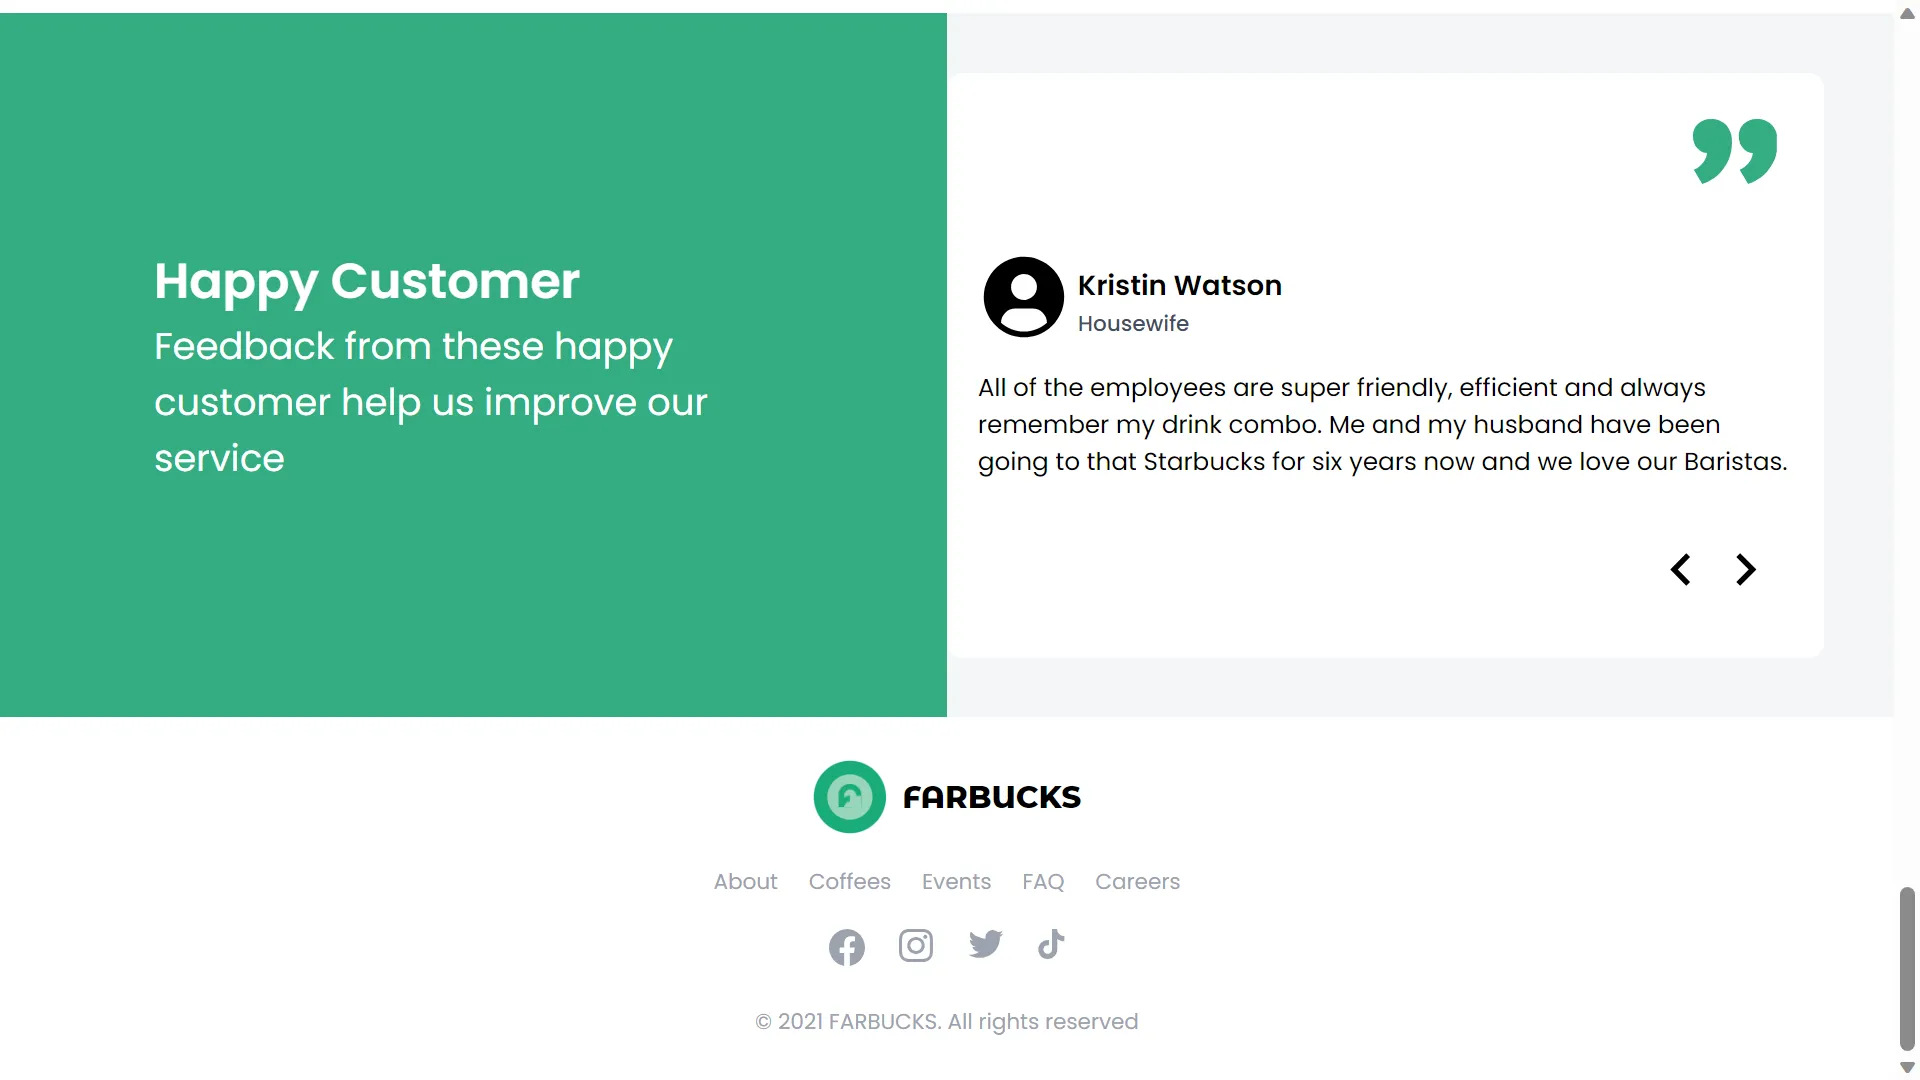 Happy Customer
Feedback from these happy
customer help us improve our
service
Kristin Watson
Housewife
All of the employees are super friendly, efficient and always
remember my drink combo. Me and my husband have been
going to that Starbucks for six years now and we love our Baristas.
FARBUCKS
About Coffees Events FAQ Careers
© 2021 FARBUCKS. All rights reserved